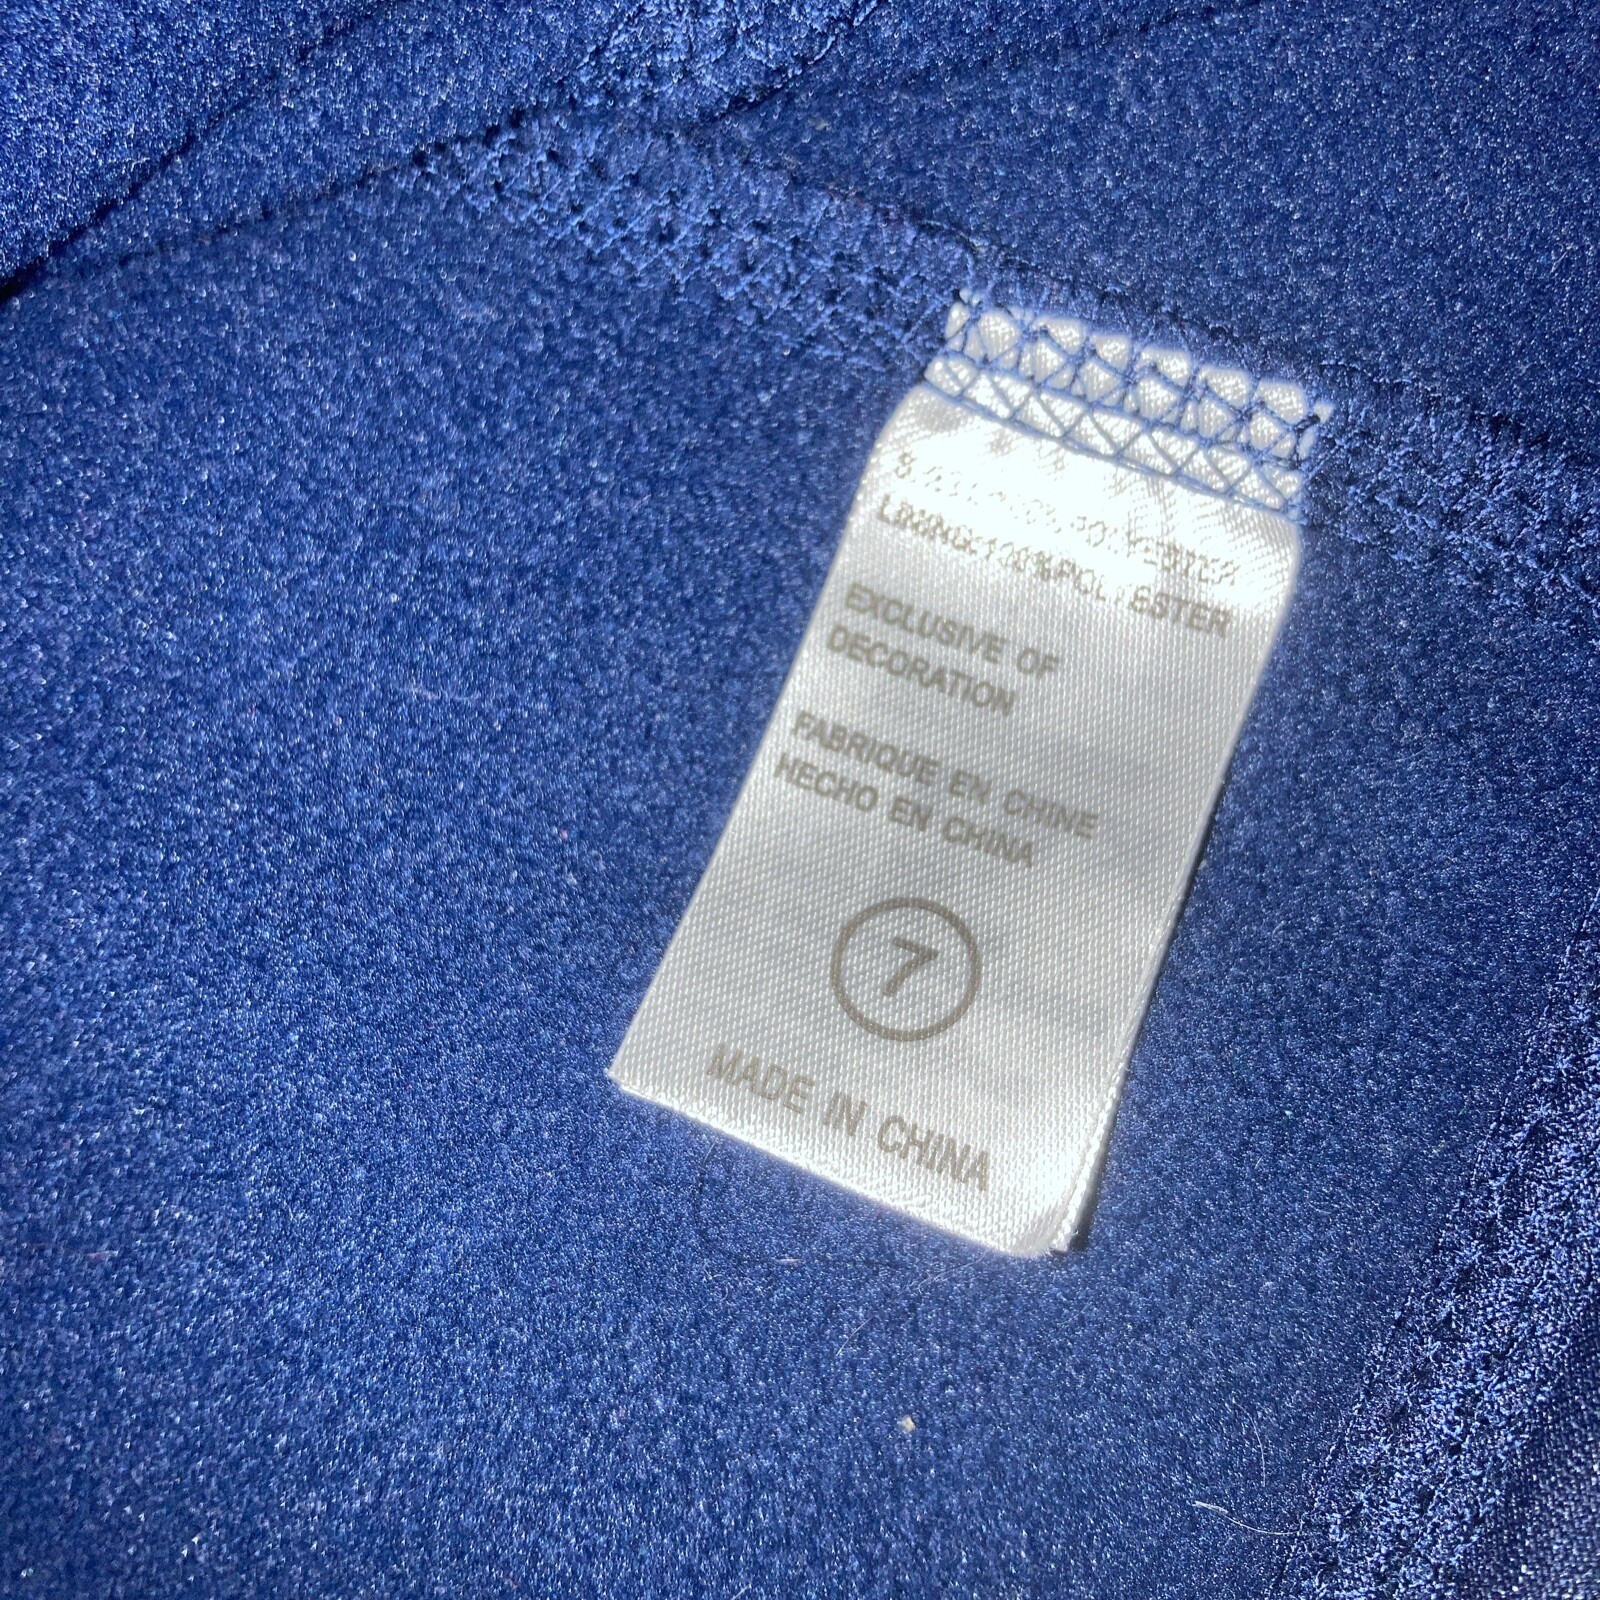 LINING:100%POLYESTER
EXCLUSIVE OF
DECORATION
FABRIQUE EN CHINE
HECHO EN CHINA
7
MADE IN CHINA